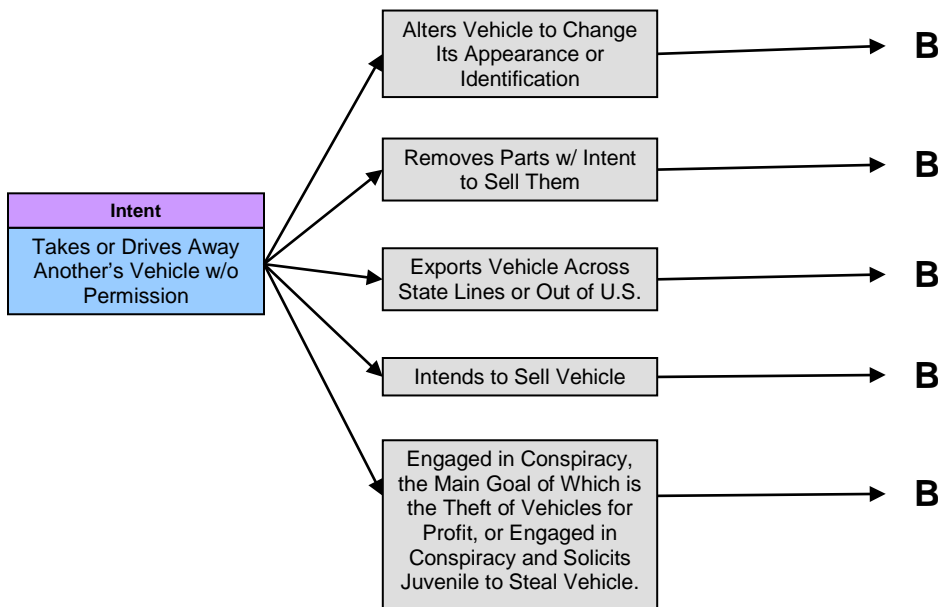 Alters Vehicle to Change
Its Appearance or
Identification
B
Removes Parts w/ Intent
to Sell Them
B
Intent
Takes or Drives Away
Another's Vehicle w/o
Permission
Exports Vehicle Across
State Lines or Out of U.S.
B
Intends to Sell Vehicle
B
Engaged in Conspiracy,
the Main Goal of Which is
the Theft of Vehicles for
Profit, or Engaged in
Conspiracy and Solicits
Juvenile to Steal Vehicle.
B